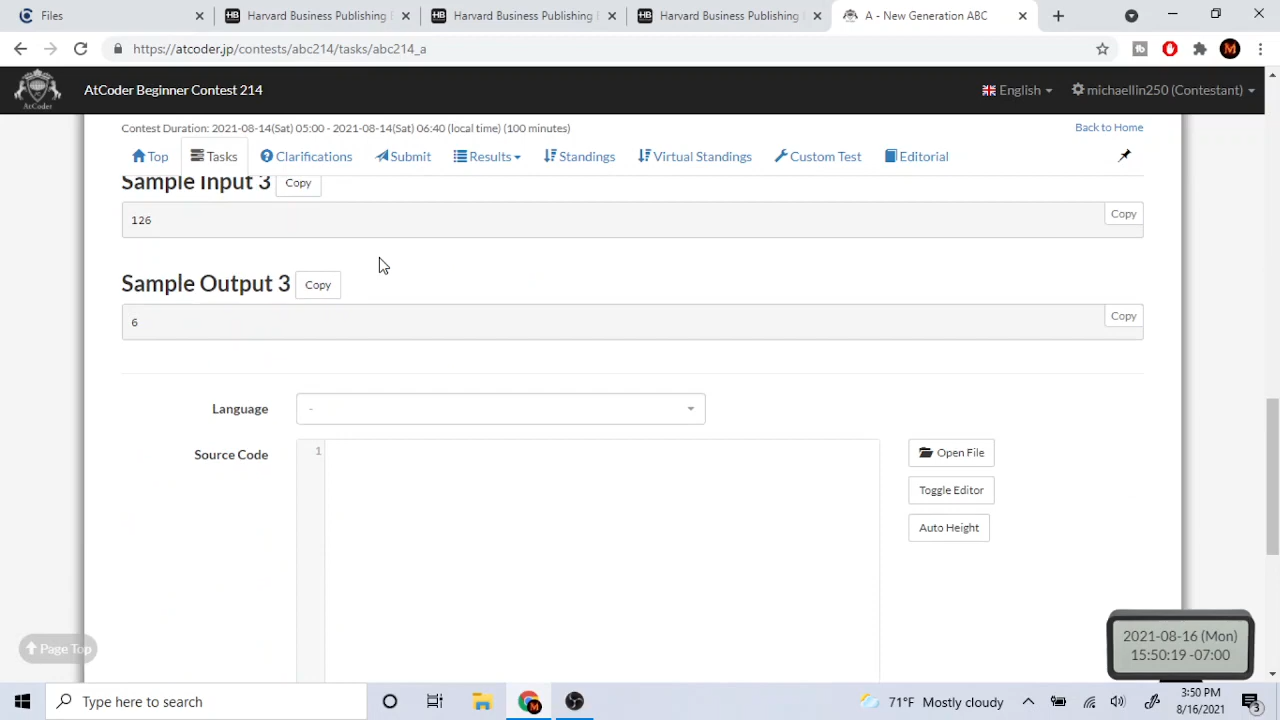 Files
Harvard Business Publishing
Harvard Business Publishing
Harvard Business Publishing
A - New Generation ABC
https://atcoder.jp/contests/abc214/tasks/abc214_a
M
AtCoder
AtCoder Beginner Contest 214
English
michaellin250 (Contestant)
Contest Duration: 2021-08-14(Sat) 05:00 - 2021-08-14(Sat) 06:40 (local time) (100 minutes)
Back to Home
Top
Tasks
Clarifications
Submit
Results
Standings
Virtual Standings
Custom Test
Editorial
Sample Input 3
Copy
Copy
126
Sample Output 3
Copy
Copy
6
Language
-
Source Code
1
Open File
Toggle Editor
Auto Height
Page Top
2021-08-16 (Mon)
15:50:19 -07:00
Type here to search
71°F Mostly cloudy
3:50 PM
8/16/2021
3